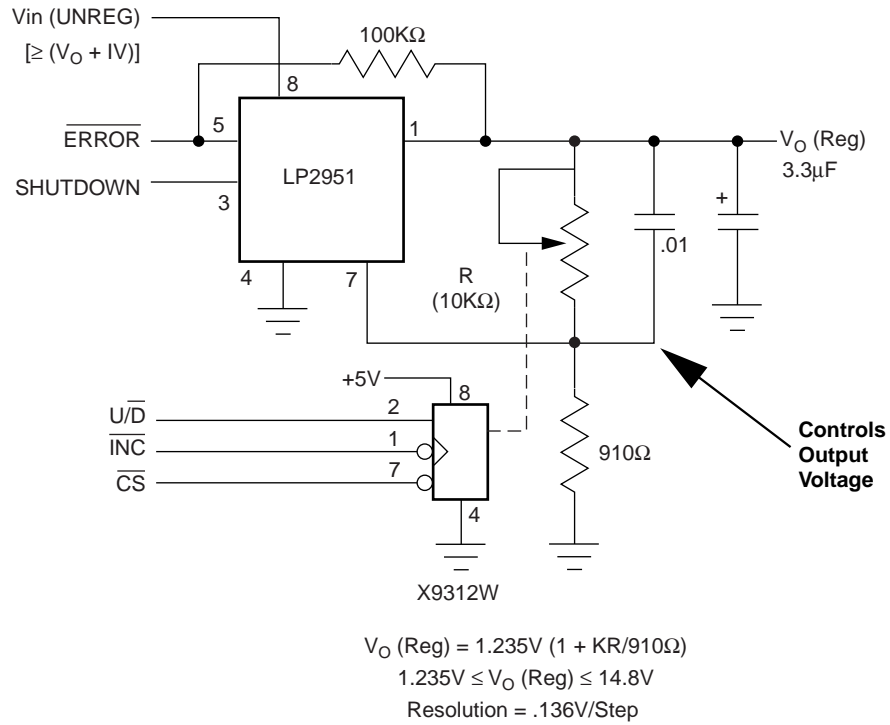 Vin (UNREG)
[≥ (VO + IV)]
100KΩ
8
5
1
ERROR
VO (Reg)
3.3μF
LP2951
SHUTDOWN
3
+
.01
4
7
R
(10KΩ)
+5V
8
U/D
2
INC
1
CS
7
910Ω
Controls
Output
Voltage
4
X9312W
VO (Reg) = 1.235V (1 + KR/910Ω)
1.235V ≤ VO (Reg) ≤ 14.8V
Resolution = .136V/Step